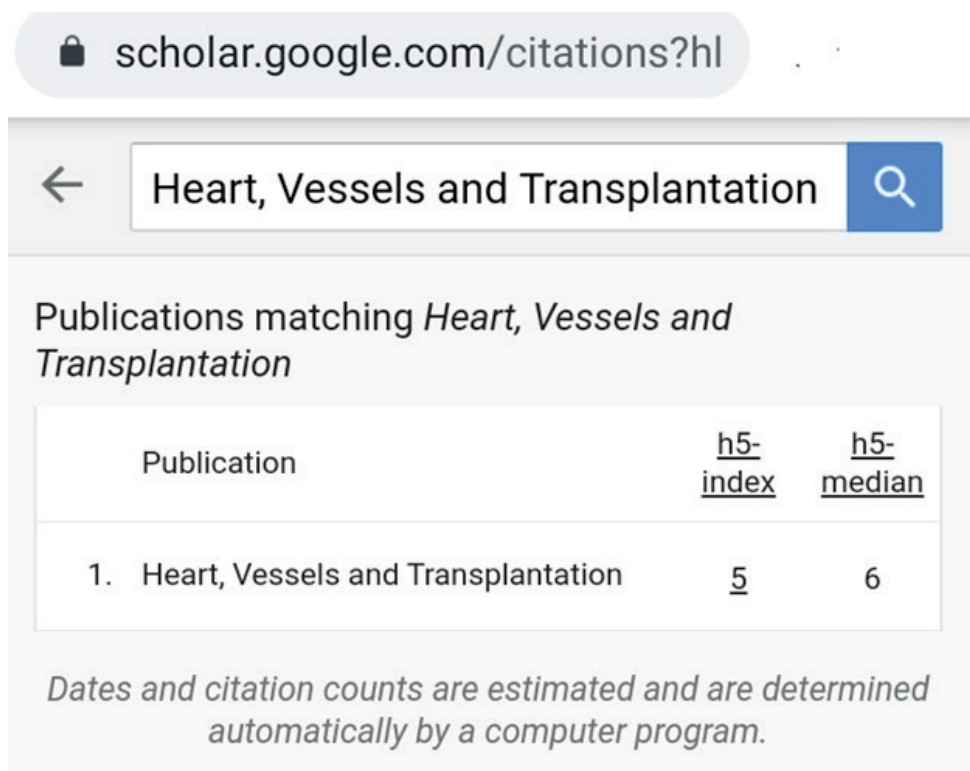 scholar.google.com/citations?hl
Heart, Vessels and Transplantation
Publications matching Heart, Vessels and
Transplantation
Publication h5-index h5-median
1. Heart, Vessels and Transplantation 5 6
Dates and citation counts are estimated and are determined
automatically by a computer program.